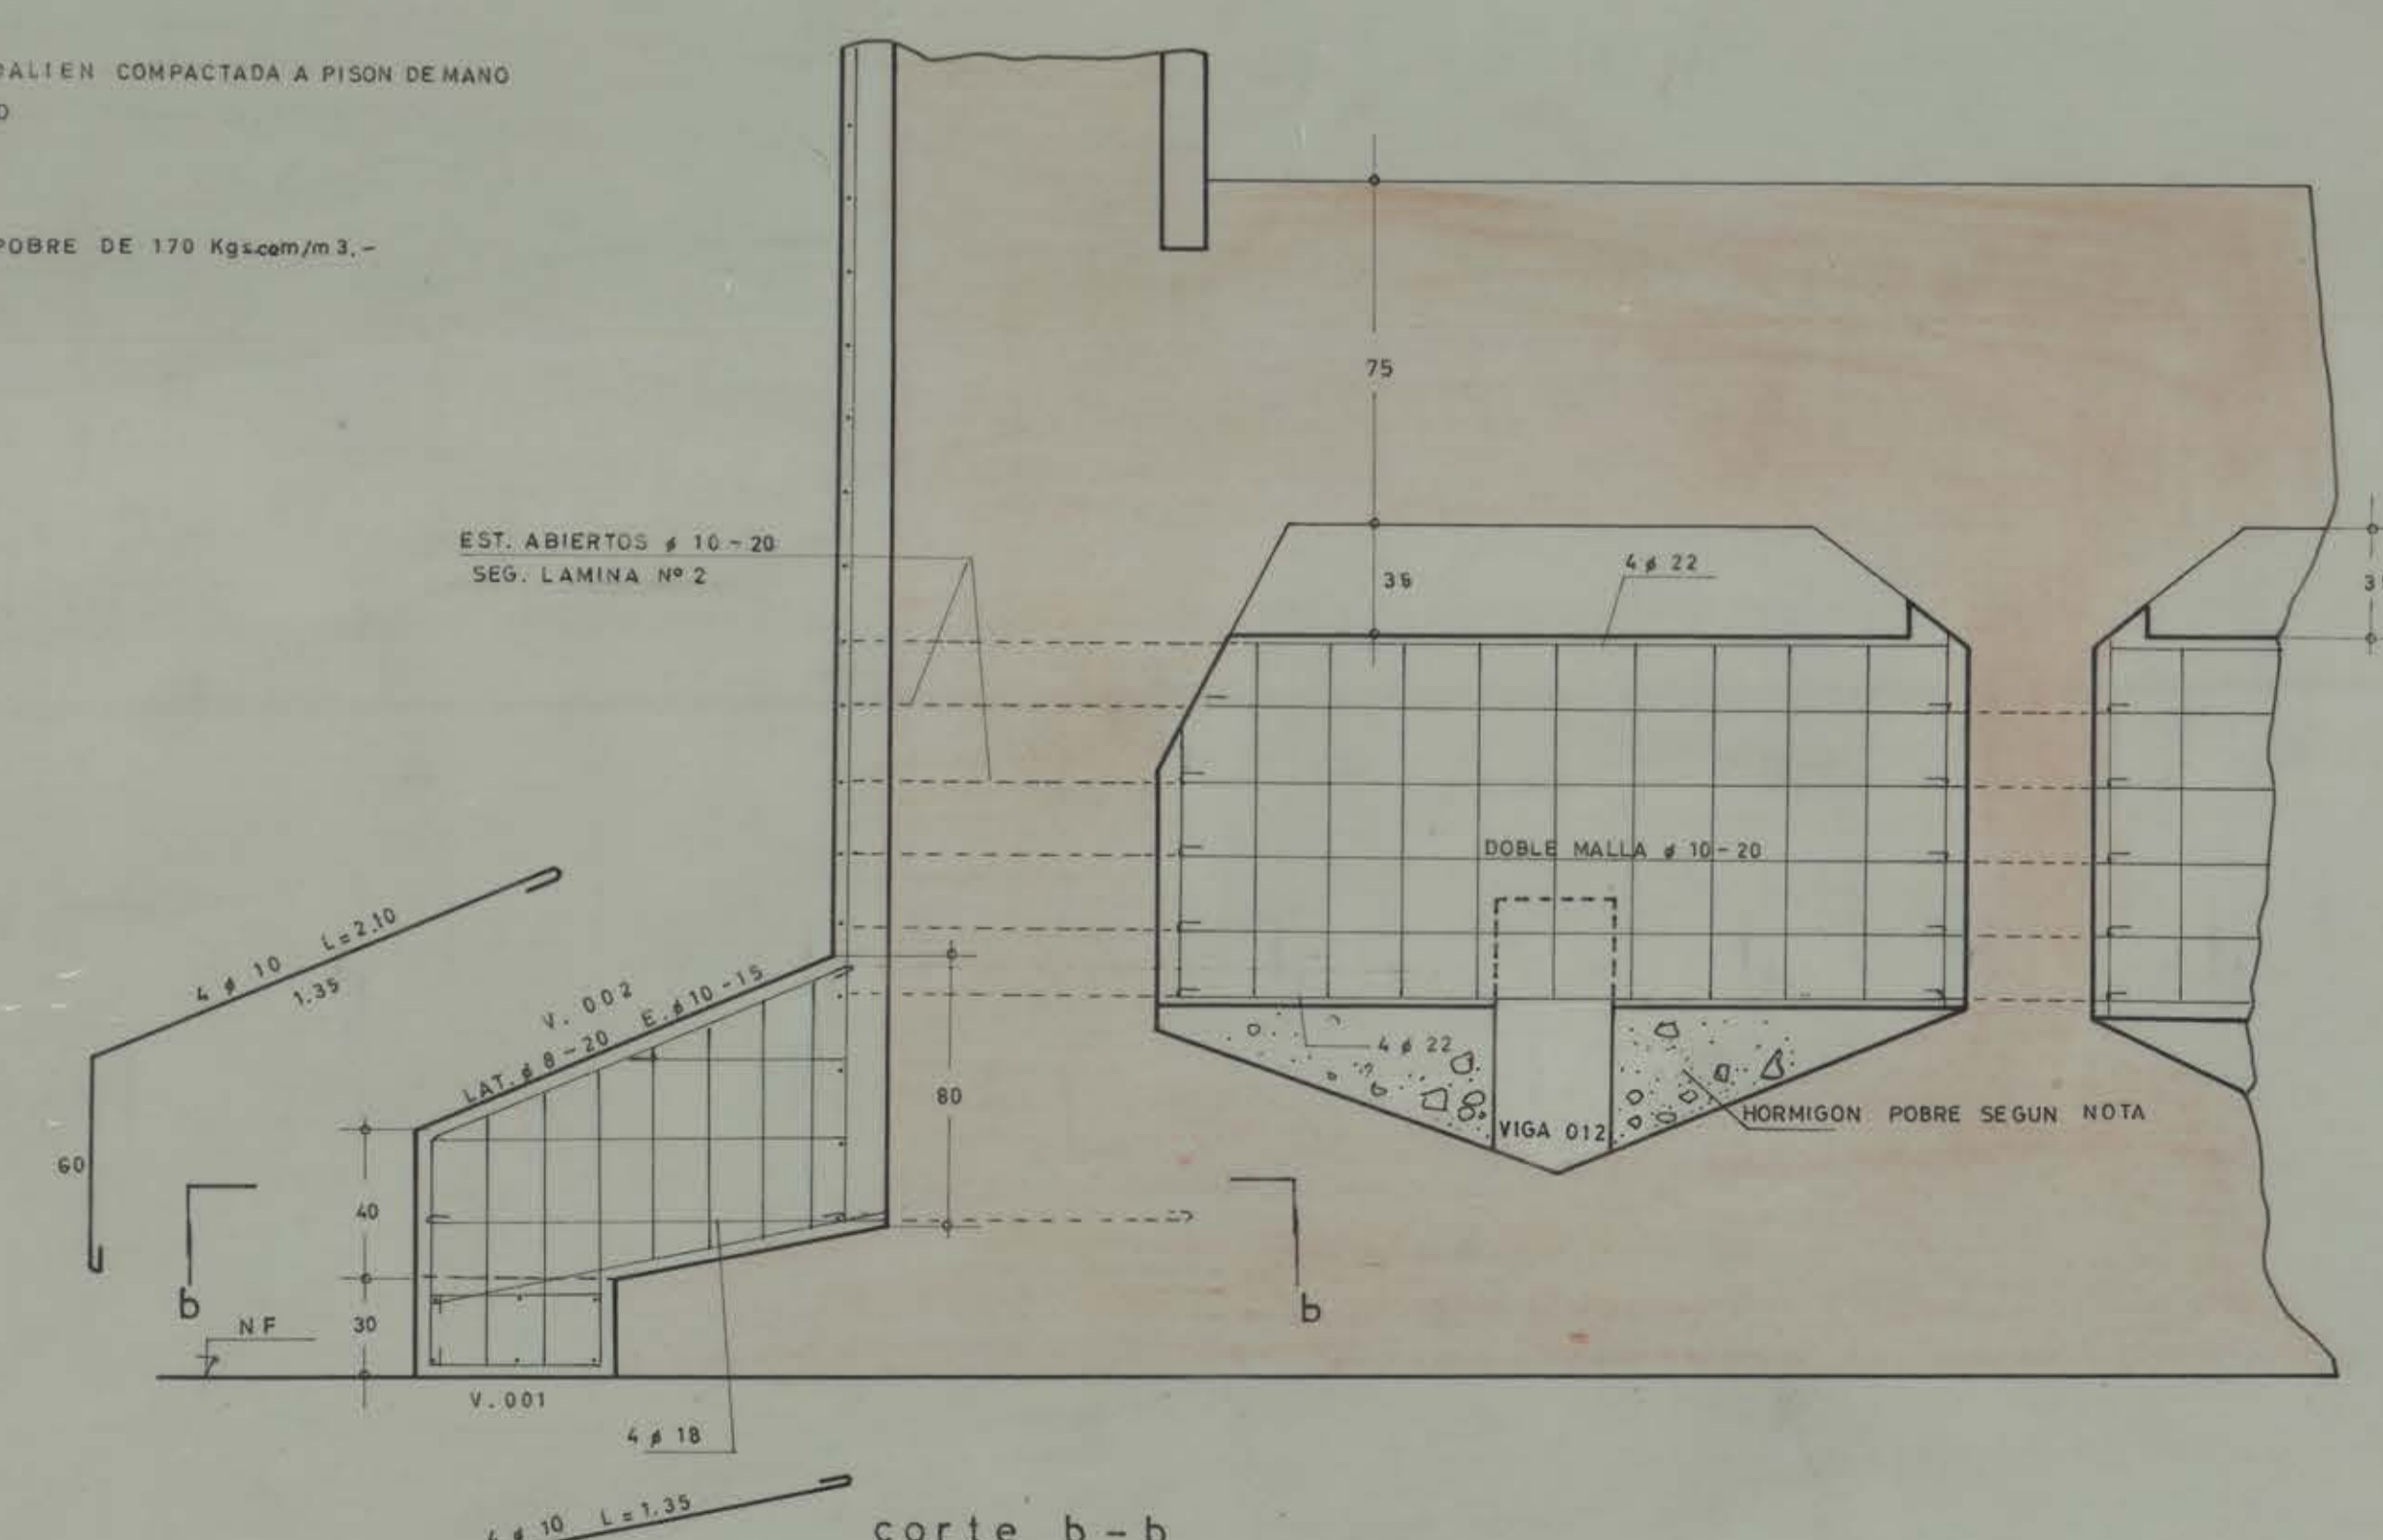 COMPACTADA A PISON DE MANO
POBRE DE 170 Kgs.cem/m3.-
75
EST. ABIERTOS ø 10-20
SEG. LAMINA Nº 2
4 ø 22
4 ø 10 L=2.10
1.35
60
V. 002
LAT. ø 8-20 E. ø 10-15
DOBLE MALLA ø 10-20
80
4 ø 22
VIGA 012
HORMIGON POBRE SEGUN NOTA
40
30
b
b
NF
V.001
4 ø 18
4 ø 10 L=1.35
corte b-b